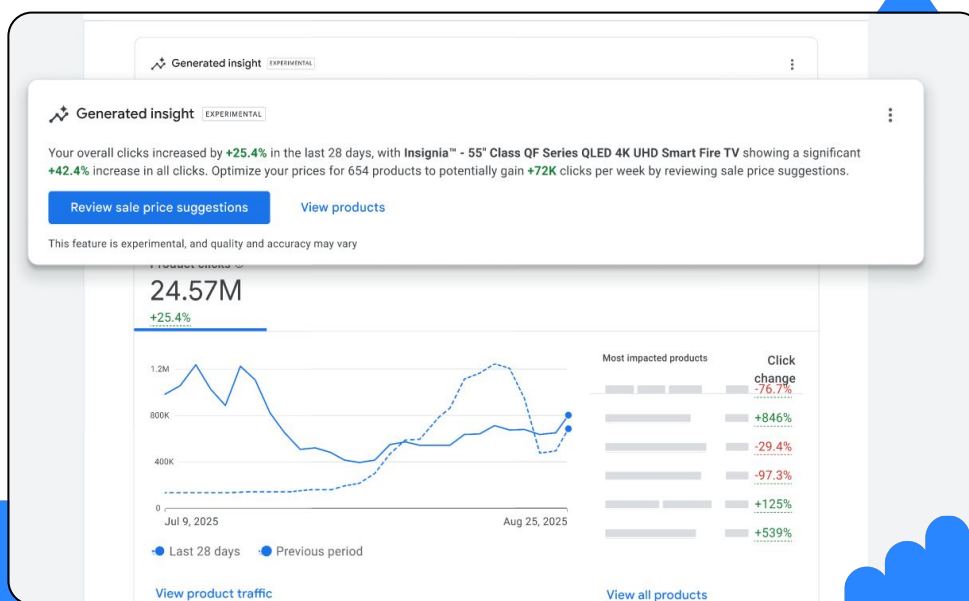 Generated insight EXPERIMENTAL
Generated insight EXPERIMENTAL
Your overall clicks increased by +25.4% in the last 28 days, with Insignia™ - 55" Class QF Series QLED 4K UHD Smart Fire TV showing a significant
+42.4% increase in all clicks. Optimize your prices for 654 products to potentially gain +72K clicks per week by reviewing sale price suggestions.
Review sale price suggestions View products
This feature is experimental, and quality and accuracy may vary
Product clicks
24.57M
+25.4%
1.2M
800K
400K
0
Jul 9, 2025 Aug 25, 2025
Last 28 days Previous period
View product traffic
Most impacted products Click
change
-76.7%
+846%
-29.4%
-97.3%
+125%
+539%
View all products